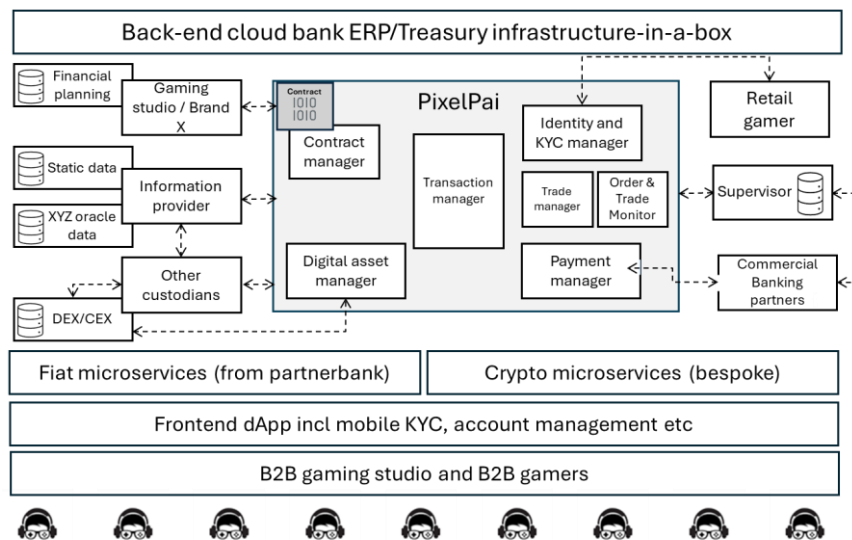 Back-end cloud bank ERP/Treasury infrastructure-in-a-box
Financial
planning
Gaming
studio / Brand
X
Static data
Information
provider
XYZ oracle
data
Other
custodians
DEX/CEX
Contract
IOIO
IOIO
Contract
manager
PixelPai
Transaction
manager
Identity and
KYC manager
Trade
manager
Order &
Trade
Monitor
Digital asset
manager
Payment
manager
Retail
gamer
Supervisor
Commercial
Banking
partners
Fiat microservices (from partnerbank)
Crypto microservices (bespoke)
Frontend dApp incl mobile KYC, account management etc
B2B gaming studio and B2B gamers